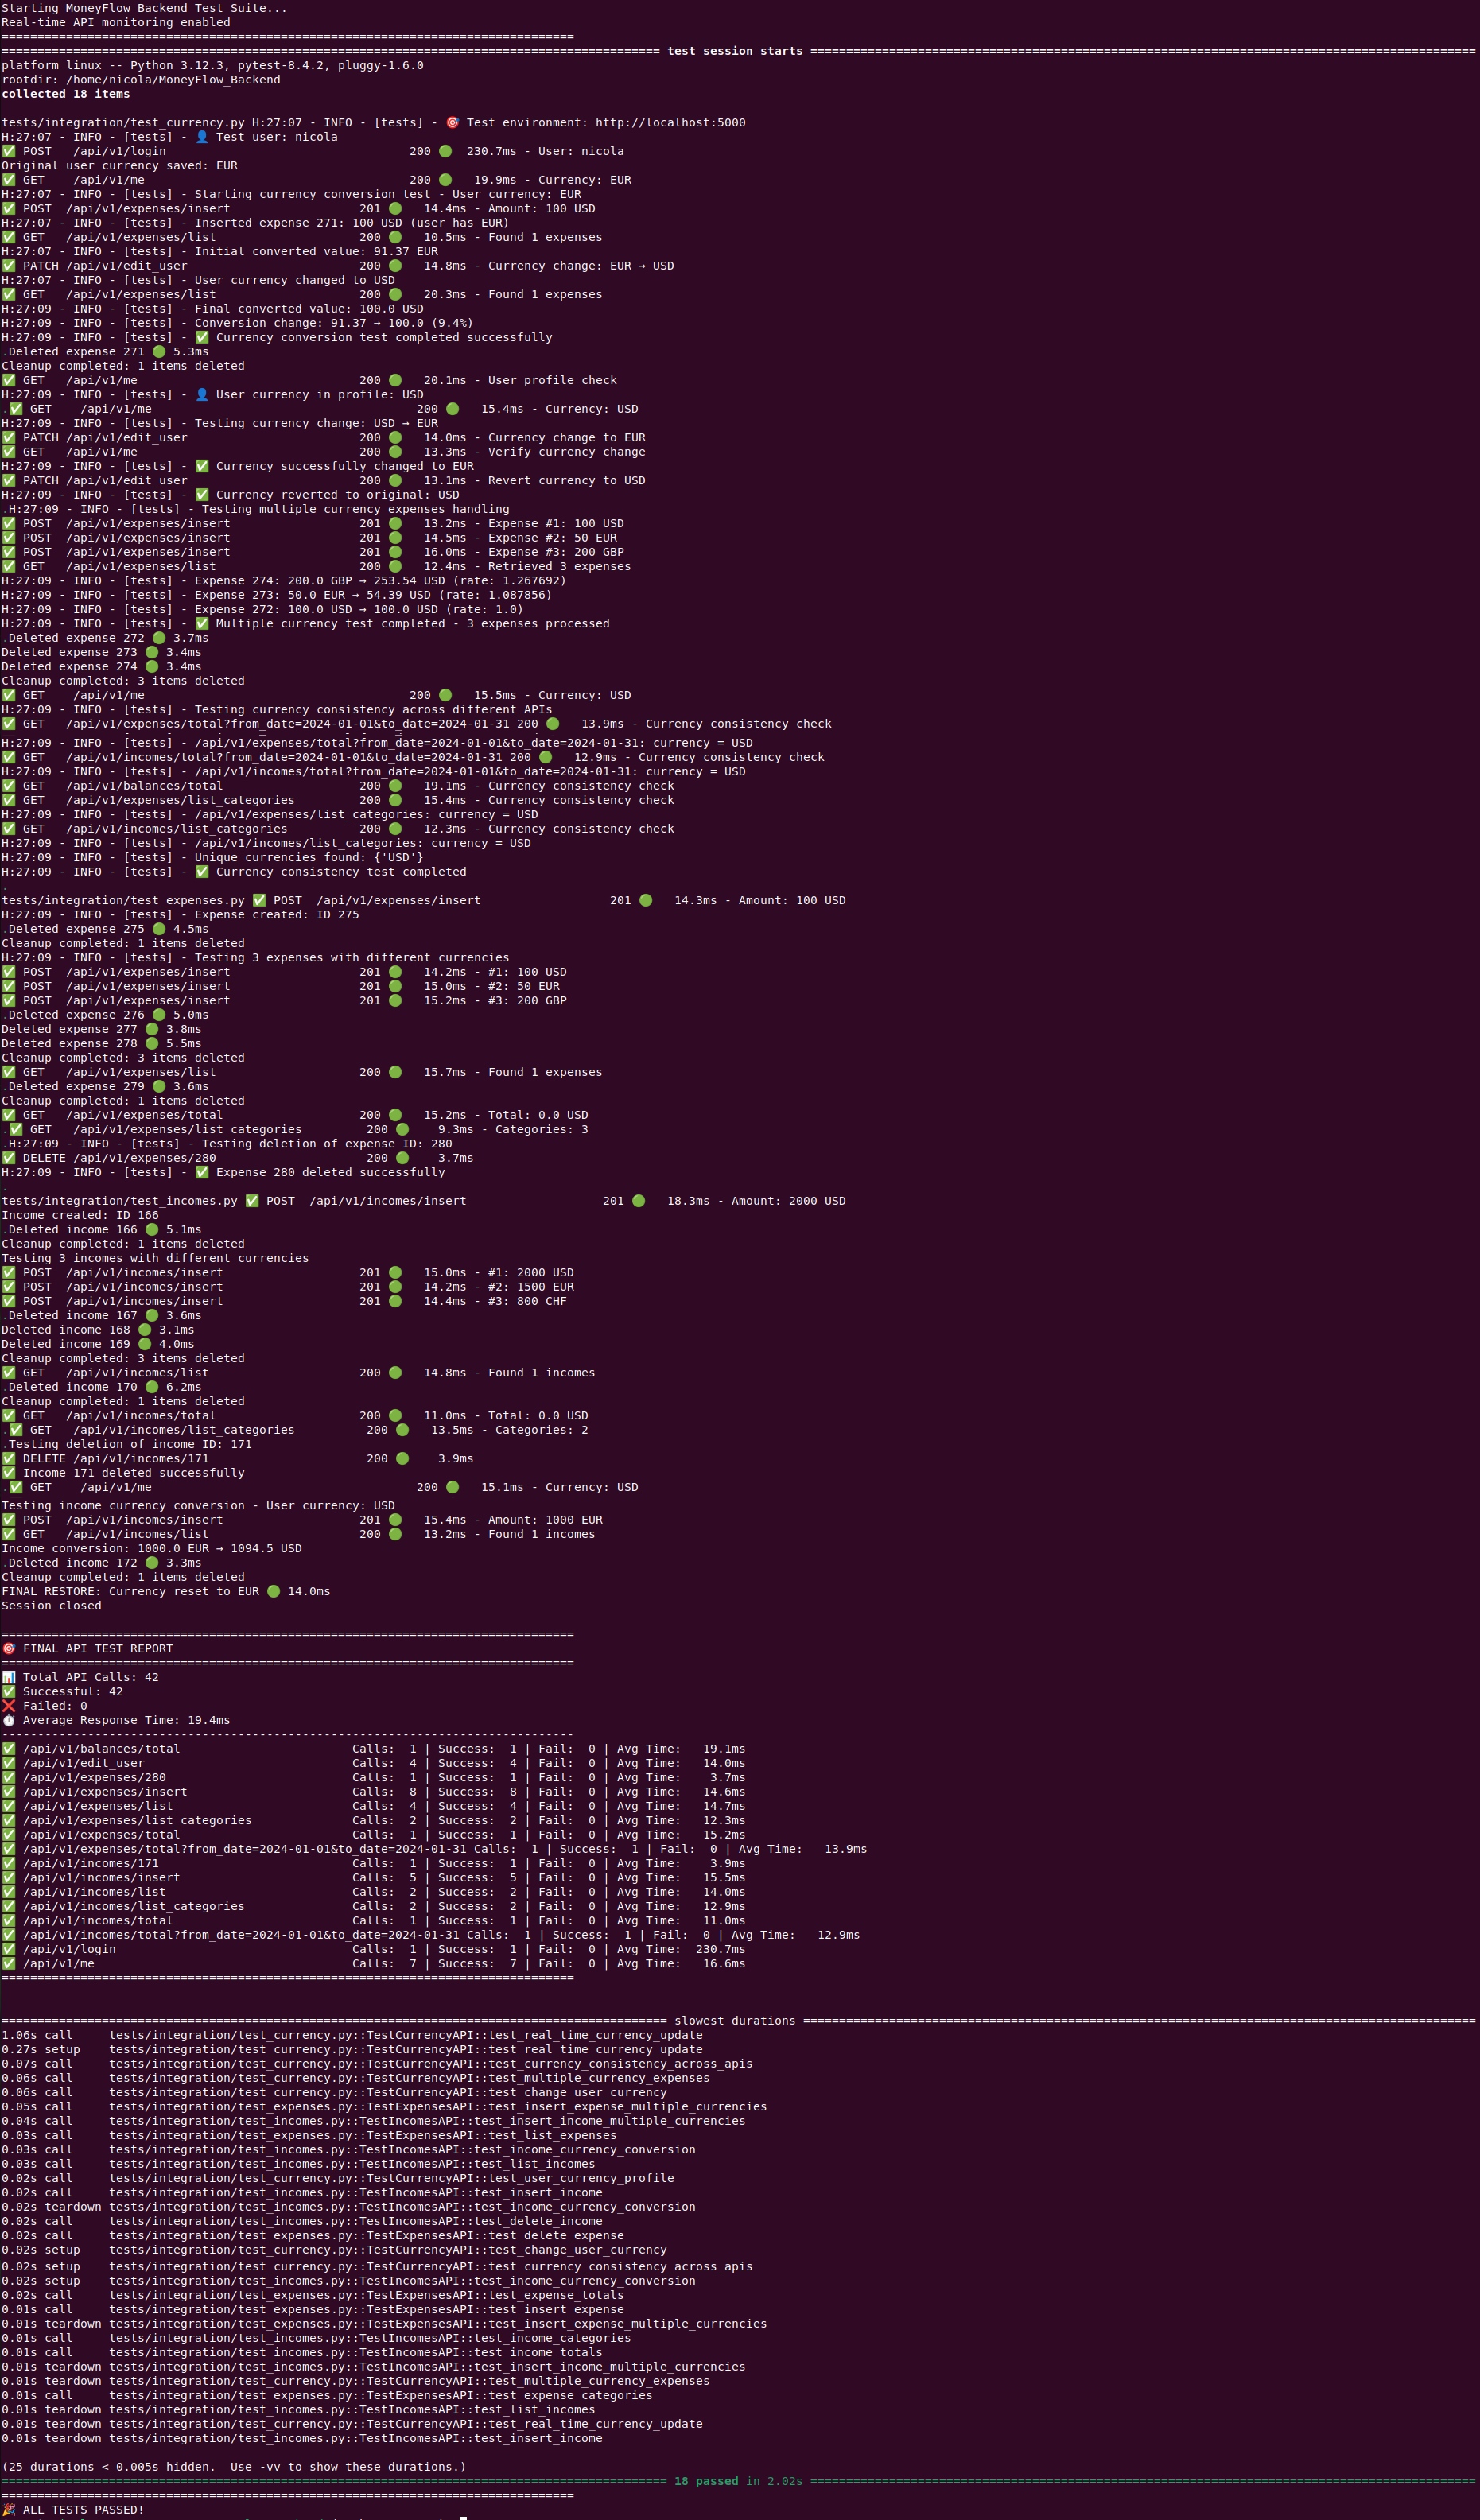 Starting MoneyFlow Backend Test Suite...
Real-time API monitoring enabled
================================================================================
============================================================================================ test session starts =============================================================================================
platform linux -- Python 3.12.3, pytest-8.4.2, pluggy-1.6.0
rootdir: /home/nicola/MoneyFlow_Backend
collected 18 items

tests/integration/test_currency.py H:27:07 - INFO - [tests] - 🎯 Test environment: http://localhost:5000
H:27:07 - INFO - [tests] - 👤 Test user: nicola
✅ POST   /api/v1/login                                  200 🟢  230.7ms - User: nicola
Original user currency saved: EUR
✅ GET    /api/v1/me                                     200 🟢   19.9ms - Currency: EUR
H:27:07 - INFO - [tests] - Starting currency conversion test - User currency: EUR
✅ POST  /api/v1/expenses/insert                  201 🟢   14.4ms - Amount: 100 USD
H:27:07 - INFO - [tests] - Inserted expense 271: 100 USD (user has EUR)
✅ GET   /api/v1/expenses/list                    200 🟢   10.5ms - Found 1 expenses
H:27:07 - INFO - [tests] - Initial converted value: 91.37 EUR
✅ PATCH /api/v1/edit_user                        200 🟢   14.8ms - Currency change: EUR → USD
H:27:07 - INFO - [tests] - User currency changed to USD
✅ GET   /api/v1/expenses/list                    200 🟢   20.3ms - Found 1 expenses
H:27:09 - INFO - [tests] - Final converted value: 100.0 USD
H:27:09 - INFO - [tests] - Conversion change: 91.37 → 100.0 (9.4%)
H:27:09 - INFO - [tests] - ✅ Currency conversion test completed successfully
.Deleted expense 271 🟢 5.3ms
Cleanup completed: 1 items deleted
✅ GET   /api/v1/me                               200 🟢   20.1ms - User profile check
H:27:09 - INFO - [tests] - 👤 User currency in profile: USD
.✅ GET    /api/v1/me                                     200 🟢   15.4ms - Currency: USD
H:27:09 - INFO - [tests] - Testing currency change: USD → EUR
✅ PATCH /api/v1/edit_user                        200 🟢   14.0ms - Currency change to EUR
✅ GET   /api/v1/me                               200 🟢   13.3ms - Verify currency change
H:27:09 - INFO - [tests] - ✅ Currency successfully changed to EUR
✅ PATCH /api/v1/edit_user                        200 🟢   13.1ms - Revert currency to USD
H:27:09 - INFO - [tests] - ✅ Currency reverted to original: USD
.H:27:09 - INFO - [tests] - Testing multiple currency expenses handling
✅ POST  /api/v1/expenses/insert                  201 🟢   13.2ms - Expense #1: 100 USD
✅ POST  /api/v1/expenses/insert                  201 🟢   14.5ms - Expense #2: 50 EUR
✅ POST  /api/v1/expenses/insert                  201 🟢   16.0ms - Expense #3: 200 GBP
✅ GET   /api/v1/expenses/list                    200 🟢   12.4ms - Retrieved 3 expenses
H:27:09 - INFO - [tests] - Expense 274: 200.0 GBP → 253.54 USD (rate: 1.267692)
H:27:09 - INFO - [tests] - Expense 273: 50.0 EUR → 54.39 USD (rate: 1.087856)
H:27:09 - INFO - [tests] - Expense 272: 100.0 USD → 100.0 USD (rate: 1.0)
H:27:09 - INFO - [tests] - ✅ Multiple currency test completed - 3 expenses processed
.Deleted expense 272 🟢 3.7ms
Deleted expense 273 🟢 3.4ms
Deleted expense 274 🟢 3.4ms
Cleanup completed: 3 items deleted
✅ GET    /api/v1/me                                     200 🟢   15.5ms - Currency: USD
H:27:09 - INFO - [tests] - Testing currency consistency across different APIs
✅ GET   /api/v1/expenses/total?from_date=2024-01-01&to_date=2024-01-31 200 🟢   13.9ms - Currency consistency check
H:27:09 - INFO - [tests] - /api/v1/expenses/total?from_date=2024-01-01&to_date=2024-01-31: currency = USD
✅ GET   /api/v1/incomes/total?from_date=2024-01-01&to_date=2024-01-31 200 🟢   12.9ms - Currency consistency check
H:27:09 - INFO - [tests] - /api/v1/incomes/total?from_date=2024-01-01&to_date=2024-01-31: currency = USD
✅ GET   /api/v1/balances/total                   200 🟢   19.1ms - Currency consistency check
✅ GET   /api/v1/expenses/list_categories         200 🟢   15.4ms - Currency consistency check
H:27:09 - INFO - [tests] - /api/v1/expenses/list_categories: currency = USD
✅ GET   /api/v1/incomes/list_categories          200 🟢   12.3ms - Currency consistency check
H:27:09 - INFO - [tests] - /api/v1/incomes/list_categories: currency = USD
H:27:09 - INFO - [tests] - Unique currencies found: {'USD'}
H:27:09 - INFO - [tests] - ✅ Currency consistency test completed
.
tests/integration/test_expenses.py ✅ POST  /api/v1/expenses/insert                  201 🟢   14.3ms - Amount: 100 USD
H:27:09 - INFO - [tests] - Expense created: ID 275
.Deleted expense 275 🟢 4.5ms
Cleanup completed: 1 items deleted
H:27:09 - INFO - [tests] - Testing 3 expenses with different currencies
✅ POST  /api/v1/expenses/insert                  201 🟢   14.2ms - #1: 100 USD
✅ POST  /api/v1/expenses/insert                  201 🟢   15.0ms - #2: 50 EUR
✅ POST  /api/v1/expenses/insert                  201 🟢   15.2ms - #3: 200 GBP
.Deleted expense 276 🟢 5.0ms
Deleted expense 277 🟢 3.8ms
Deleted expense 278 🟢 5.5ms
Cleanup completed: 3 items deleted
✅ GET   /api/v1/expenses/list                    200 🟢   15.7ms - Found 1 expenses
.Deleted expense 279 🟢 3.6ms
Cleanup completed: 1 items deleted
✅ GET   /api/v1/expenses/total                   200 🟢   15.2ms - Total: 0.0 USD
.✅ GET   /api/v1/expenses/list_categories         200 🟢    9.3ms - Categories: 3
.H:27:09 - INFO - [tests] - Testing deletion of expense ID: 280
✅ DELETE /api/v1/expenses/280                     200 🟢    3.7ms
H:27:09 - INFO - [tests] - ✅ Expense 280 deleted successfully
.
tests/integration/test_incomes.py ✅ POST  /api/v1/incomes/insert                   201 🟢   18.3ms - Amount: 2000 USD
Income created: ID 166
.Deleted income 166 🟢 5.1ms
Cleanup completed: 1 items deleted
Testing 3 incomes with different currencies
✅ POST  /api/v1/incomes/insert                   201 🟢   15.0ms - #1: 2000 USD
✅ POST  /api/v1/incomes/insert                   201 🟢   14.2ms - #2: 1500 EUR
✅ POST  /api/v1/incomes/insert                   201 🟢   14.4ms - #3: 800 CHF
.Deleted income 167 🟢 3.6ms
Deleted income 168 🟢 3.1ms
Deleted income 169 🟢 4.0ms
Cleanup completed: 3 items deleted
✅ GET   /api/v1/incomes/list                     200 🟢   14.8ms - Found 1 incomes
.Deleted income 170 🟢 6.2ms
Cleanup completed: 1 items deleted
✅ GET   /api/v1/incomes/total                    200 🟢   11.0ms - Total: 0.0 USD
.✅ GET   /api/v1/incomes/list_categories          200 🟢   13.5ms - Categories: 2
.Testing deletion of income ID: 171
✅ DELETE /api/v1/incomes/171                      200 🟢    3.9ms
✅ Income 171 deleted successfully
.✅ GET    /api/v1/me                                     200 🟢   15.1ms - Currency: USD
Testing income currency conversion - User currency: USD
✅ POST  /api/v1/incomes/insert                   201 🟢   15.4ms - Amount: 1000 EUR
✅ GET   /api/v1/incomes/list                     200 🟢   13.2ms - Found 1 incomes
Income conversion: 1000.0 EUR → 1094.5 USD
.Deleted income 172 🟢 3.3ms
Cleanup completed: 1 items deleted
FINAL RESTORE: Currency reset to EUR 🟢 14.0ms
Session closed

================================================================================
🎯 FINAL API TEST REPORT
================================================================================
📊 Total API Calls: 42
✅ Successful: 42
❌ Failed: 0
⏱️ Average Response Time: 19.4ms
--------------------------------------------------------------------------------
✅ /api/v1/balances/total                        Calls:  1 | Success:  1 | Fail:  0 | Avg Time:   19.1ms
✅ /api/v1/edit_user                             Calls:  4 | Success:  4 | Fail:  0 | Avg Time:   14.0ms
✅ /api/v1/expenses/280                          Calls:  1 | Success:  1 | Fail:  0 | Avg Time:    3.7ms
✅ /api/v1/expenses/insert                       Calls:  8 | Success:  8 | Fail:  0 | Avg Time:   14.6ms
✅ /api/v1/expenses/list                         Calls:  4 | Success:  4 | Fail:  0 | Avg Time:   14.7ms
✅ /api/v1/expenses/list_categories              Calls:  2 | Success:  2 | Fail:  0 | Avg Time:   12.3ms
✅ /api/v1/expenses/total                        Calls:  1 | Success:  1 | Fail:  0 | Avg Time:   15.2ms
✅ /api/v1/expenses/total?from_date=2024-01-01&to_date=2024-01-31 Calls:  1 | Success:  1 | Fail:  0 | Avg Time:   13.9ms
✅ /api/v1/incomes/171                           Calls:  1 | Success:  1 | Fail:  0 | Avg Time:    3.9ms
✅ /api/v1/incomes/insert                        Calls:  5 | Success:  5 | Fail:  0 | Avg Time:   15.5ms
✅ /api/v1/incomes/list                          Calls:  2 | Success:  2 | Fail:  0 | Avg Time:   14.0ms
✅ /api/v1/incomes/list_categories               Calls:  2 | Success:  2 | Fail:  0 | Avg Time:   12.9ms
✅ /api/v1/incomes/total                         Calls:  1 | Success:  1 | Fail:  0 | Avg Time:   11.0ms
✅ /api/v1/incomes/total?from_date=2024-01-01&to_date=2024-01-31 Calls:  1 | Success:  1 | Fail:  0 | Avg Time:   12.9ms
✅ /api/v1/login                                 Calls:  1 | Success:  1 | Fail:  0 | Avg Time:  230.7ms
✅ /api/v1/me                                    Calls:  7 | Success:  7 | Fail:  0 | Avg Time:   16.6ms
================================================================================

============================================================================================= slowest durations ==============================================================================================
1.06s call     tests/integration/test_currency.py::TestCurrencyAPI::test_real_time_currency_update
0.27s setup    tests/integration/test_currency.py::TestCurrencyAPI::test_real_time_currency_update
0.07s call     tests/integration/test_currency.py::TestCurrencyAPI::test_currency_consistency_across_apis
0.06s call     tests/integration/test_currency.py::TestCurrencyAPI::test_multiple_currency_expenses
0.06s call     tests/integration/test_currency.py::TestCurrencyAPI::test_change_user_currency
0.05s call     tests/integration/test_expenses.py::TestExpensesAPI::test_insert_expense_multiple_currencies
0.04s call     tests/integration/test_incomes.py::TestIncomesAPI::test_insert_income_multiple_currencies
0.03s call     tests/integration/test_expenses.py::TestExpensesAPI::test_list_expenses
0.03s call     tests/integration/test_incomes.py::TestIncomesAPI::test_income_currency_conversion
0.03s call     tests/integration/test_incomes.py::TestIncomesAPI::test_list_incomes
0.02s call     tests/integration/test_currency.py::TestCurrencyAPI::test_user_currency_profile
0.02s call     tests/integration/test_incomes.py::TestIncomesAPI::test_insert_income
0.02s teardown tests/integration/test_incomes.py::TestIncomesAPI::test_income_currency_conversion
0.02s call     tests/integration/test_incomes.py::TestIncomesAPI::test_delete_income
0.02s call     tests/integration/test_expenses.py::TestExpensesAPI::test_delete_expense
0.02s setup    tests/integration/test_currency.py::TestCurrencyAPI::test_change_user_currency
0.02s setup    tests/integration/test_currency.py::TestCurrencyAPI::test_currency_consistency_across_apis
0.02s setup    tests/integration/test_incomes.py::TestIncomesAPI::test_income_currency_conversion
0.02s call     tests/integration/test_expenses.py::TestExpensesAPI::test_expense_totals
0.01s call     tests/integration/test_expenses.py::TestExpensesAPI::test_insert_expense
0.01s teardown tests/integration/test_expenses.py::TestExpensesAPI::test_insert_expense_multiple_currencies
0.01s call     tests/integration/test_incomes.py::TestIncomesAPI::test_income_categories
0.01s call     tests/integration/test_incomes.py::TestIncomesAPI::test_income_totals
0.01s teardown tests/integration/test_incomes.py::TestIncomesAPI::test_insert_income_multiple_currencies
0.01s teardown tests/integration/test_currency.py::TestCurrencyAPI::test_multiple_currency_expenses
0.01s call     tests/integration/test_expenses.py::TestExpensesAPI::test_expense_categories
0.01s teardown tests/integration/test_incomes.py::TestIncomesAPI::test_list_incomes
0.01s teardown tests/integration/test_currency.py::TestCurrencyAPI::test_real_time_currency_update
0.01s teardown tests/integration/test_incomes.py::TestIncomesAPI::test_insert_income

(25 durations < 0.005s hidden.  Use -vv to show these durations.)
============================================================================================= 18 passed in 2.02s =============================================================================================
================================================================================
🎉 ALL TESTS PASSED!